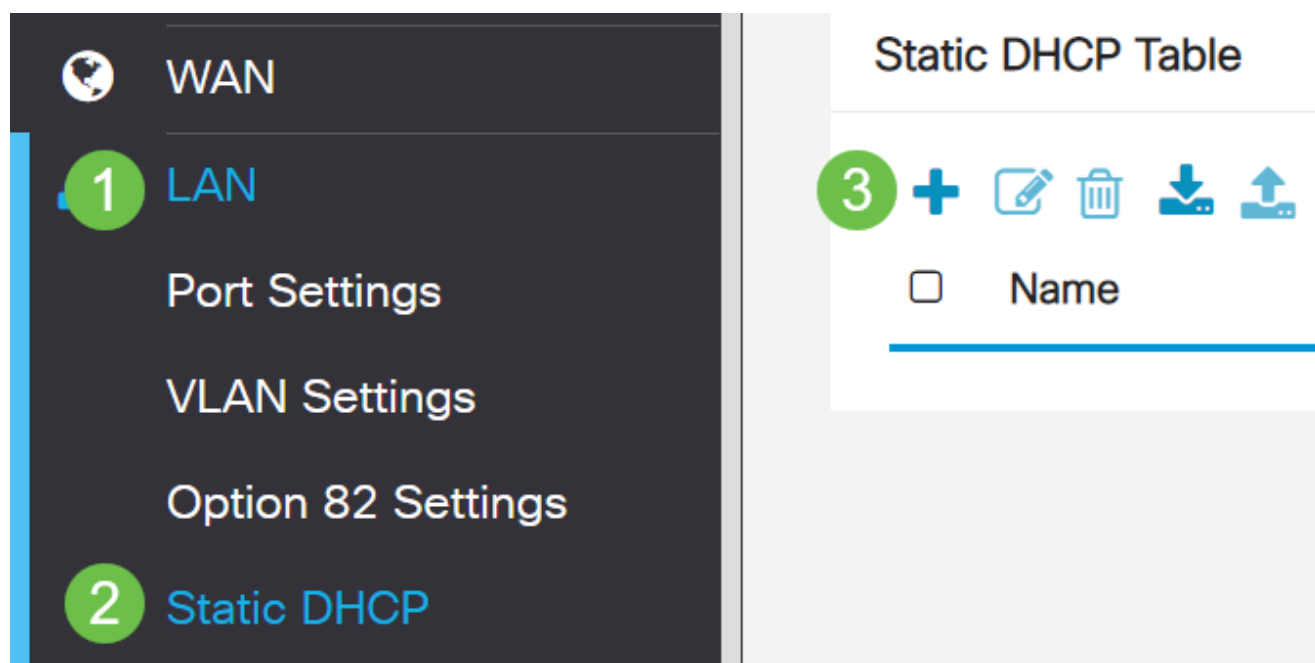 WAN
1 LAN
Port Settings
VLAN Settings
Option 82 Settings
2 Static DHCP
Static DHCP Table
3
Name